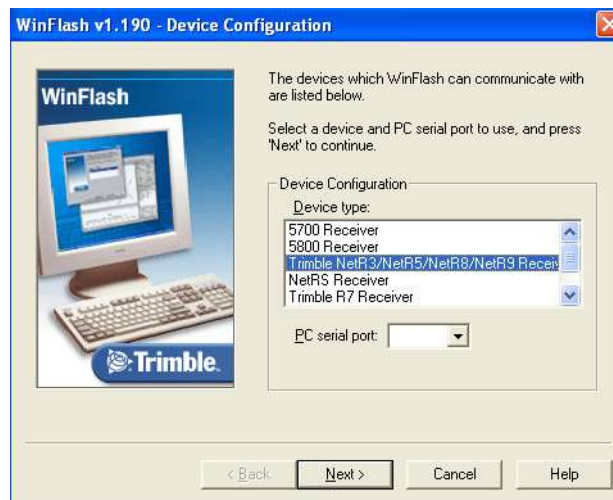 WinFlash v1.190 - Device Configuration
WinFlash
Trimble.
The devices which WinFlash can communicate with
are listed below.
Select a device and PC serial port to use, and press
'Next' to continue.
Device Configuration
Device type:
5700 Receiver
5800 Receiver
Trimble NetR3/NetR5/NetR8/NetR9 Receiv
NetRS Receiver
Trimble R7 Receiver
PC serial port:
< Back
Next >
Cancel
Help